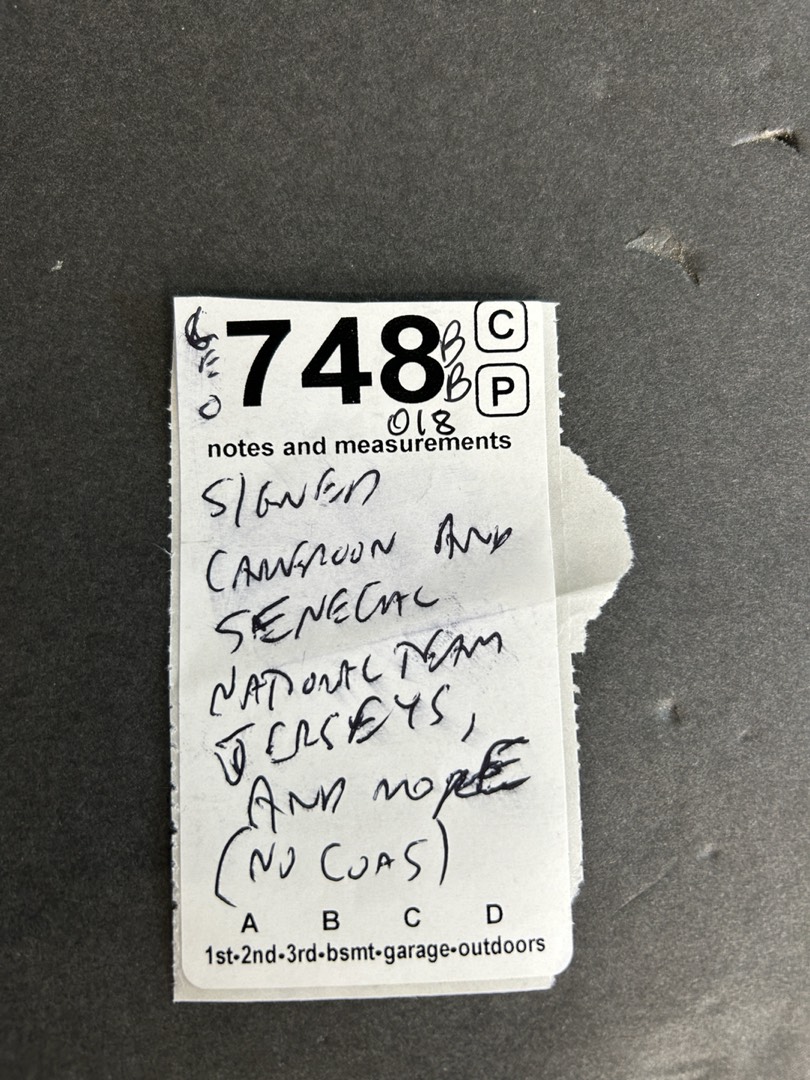 GEO 748 BB C
P
018
notes and measurements
SIGNED
CAMEROON AND
SENEGAL
NATIONAL TEAM
JERSEYS,
AND MORE
(NO COAS)
A B C D
1st•2nd•3rd•bsmt•garage•outdoors